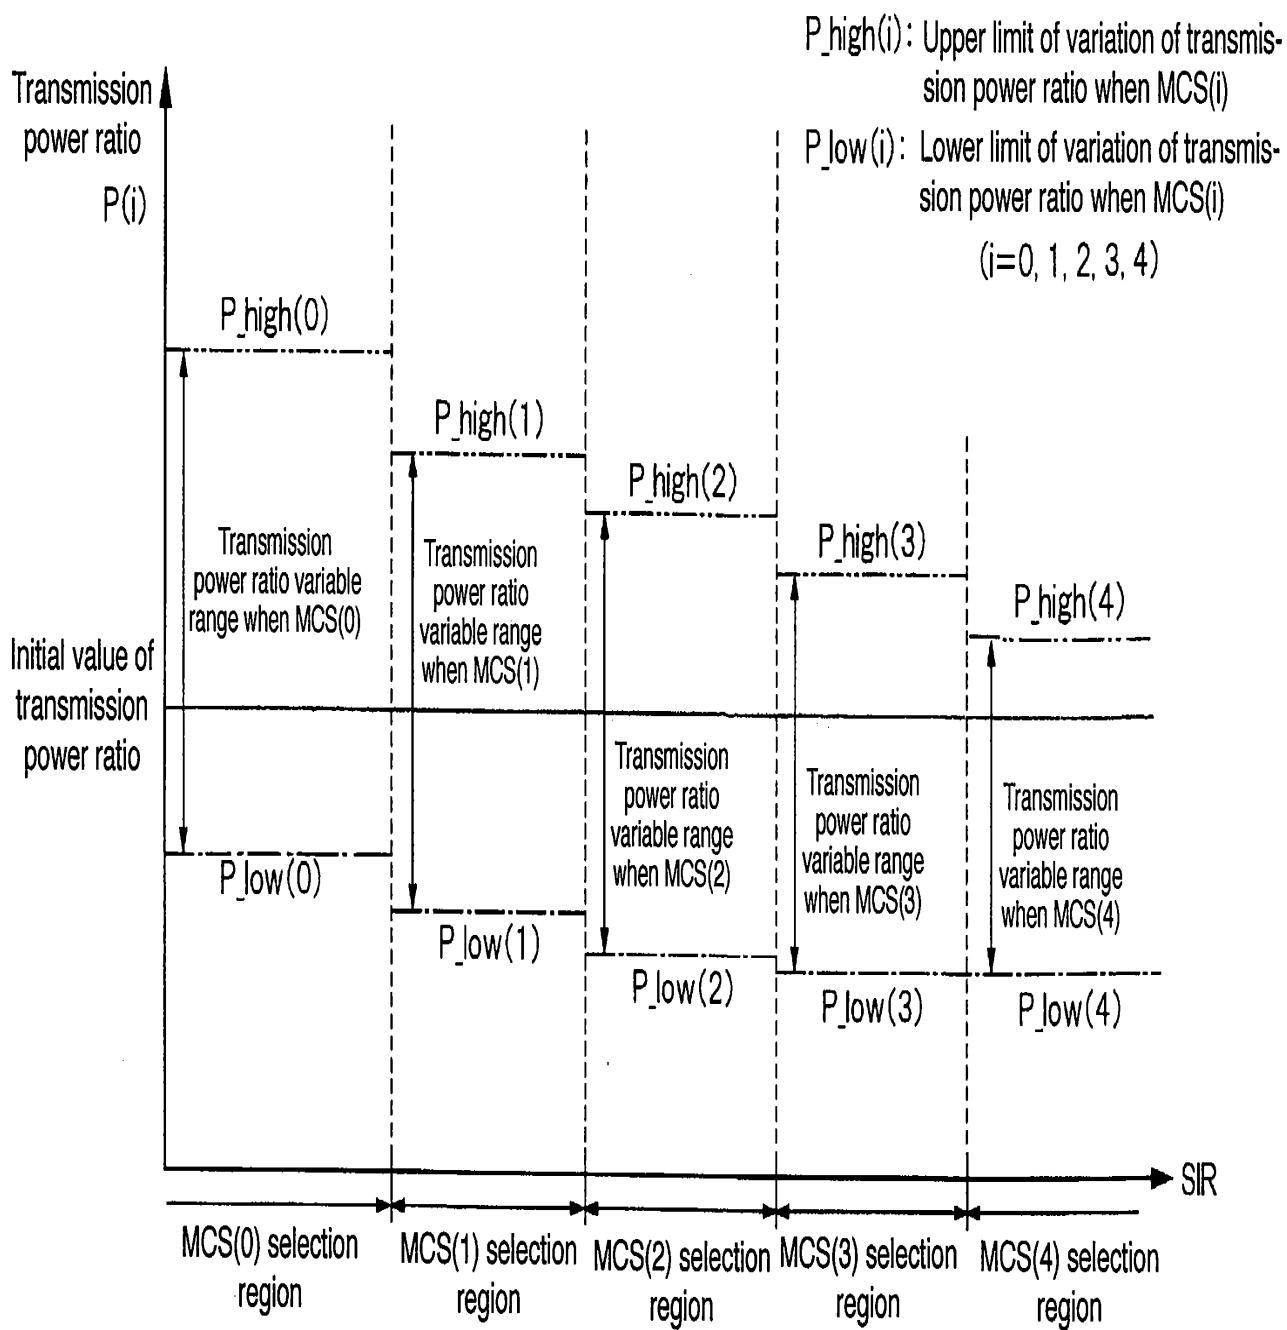 P_high(i): Upper limit of variation of transmis-
sion power ratio when MCS(i)
P_low(i): Lower limit of variation of transmis-
sion power ratio when MCS(i)
(i=0, 1, 2, 3, 4)
Transmission
power ratio
P(i)
P_high(0)
P_high(1)
P_high(2)
P_high(3)
P_high(4)
Transmission
power ratio variable
range when MCS(0)
Transmission
power ratio
variable range
when MCS(1)
Initial value of
transmission
power ratio
Transmission
power ratio
variable range
when MCS(2)
Transmission
power ratio
variable range
when MCS(3)
Transmission
power ratio
variable range
when MCS(4)
P_low(0)
P_low(1)
P_low(2)
P_low(3)
P_low(4)
SIR
MCS(0) selection
region
MCS(1) selection
region
MCS(2) selection
region
MCS(3) selection
region
MCS(4) selection
region